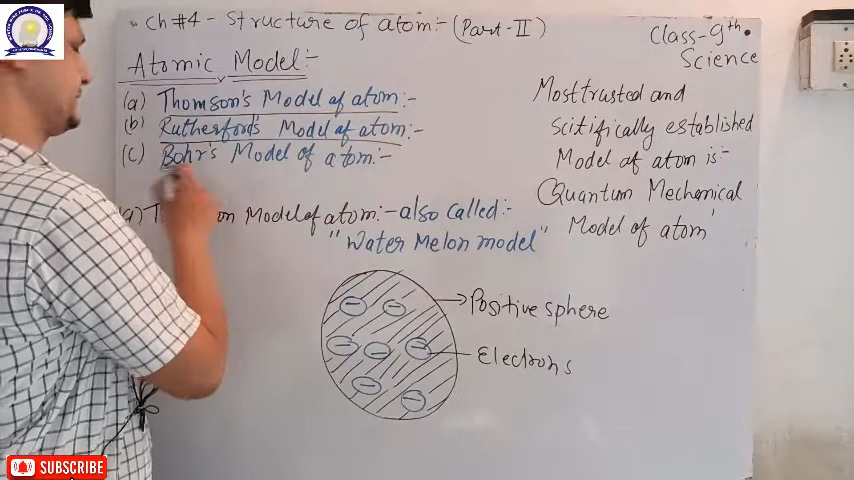 Ch #4 - Structure of atom:- (Part-II)
Class-9th.
Science
Atomic Model:-
(a) Thomson's Model of atom:-
(b) Rutherford's Model of atom:-
(c) Bohr's Model of atom:-
Most trusted and
scitifically established
Model of atom is:-
Quantum Mechanical
Model of atom'
(a) T on Model of atom:- also called:-
"Water Melon model"
Positive sphere
Electrons
SUBSCRIBE